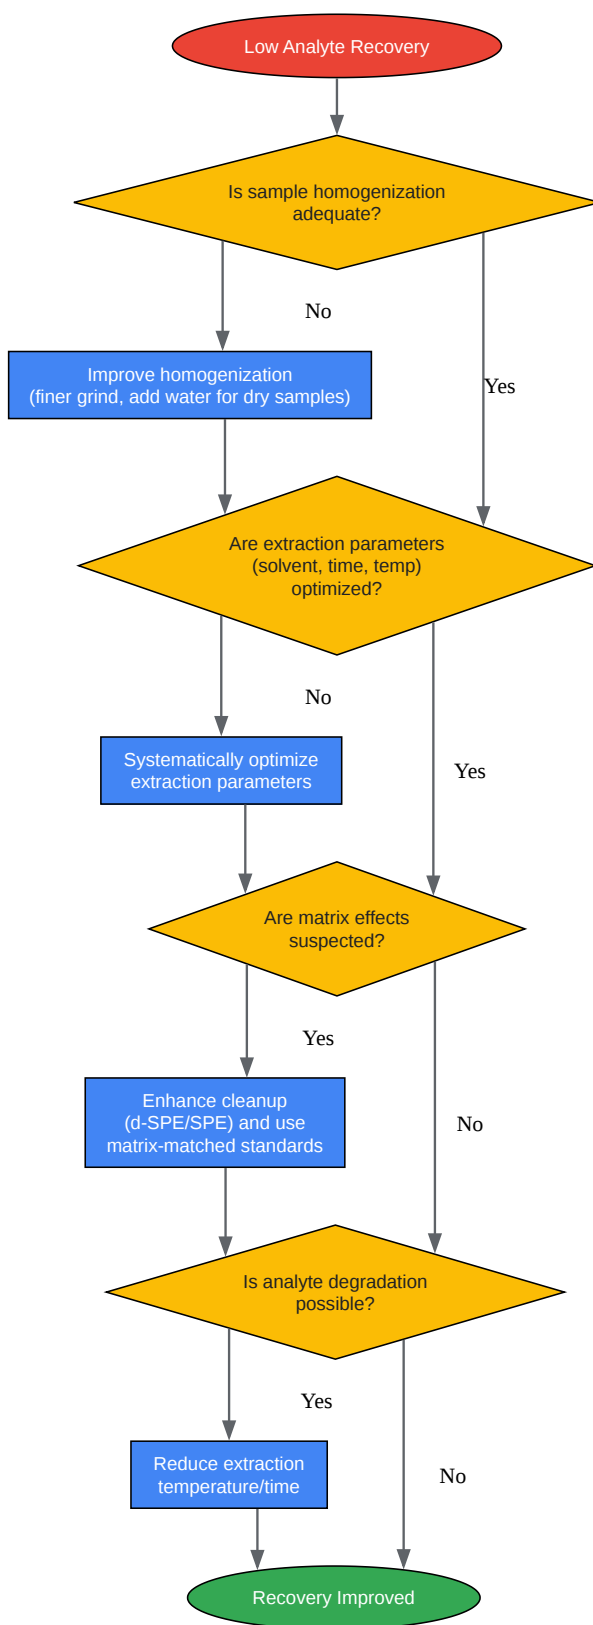 Low Analyte Recovery
Is sample homogenization
adequate?
No
Improve homogenization
(finer grind, add water for dry samples)
Yes
Are extraction parameters
(solvent, time, temp)
optimized?
No
Systematically optimize
extraction parameters
Yes
Are matrix effects
suspected?
Yes
Enhance cleanup
(d-SPE/SPE) and use
matrix-matched standards
No
Is analyte degradation
possible?
Yes
Reduce extraction
temperature/time
No
Recovery Improved